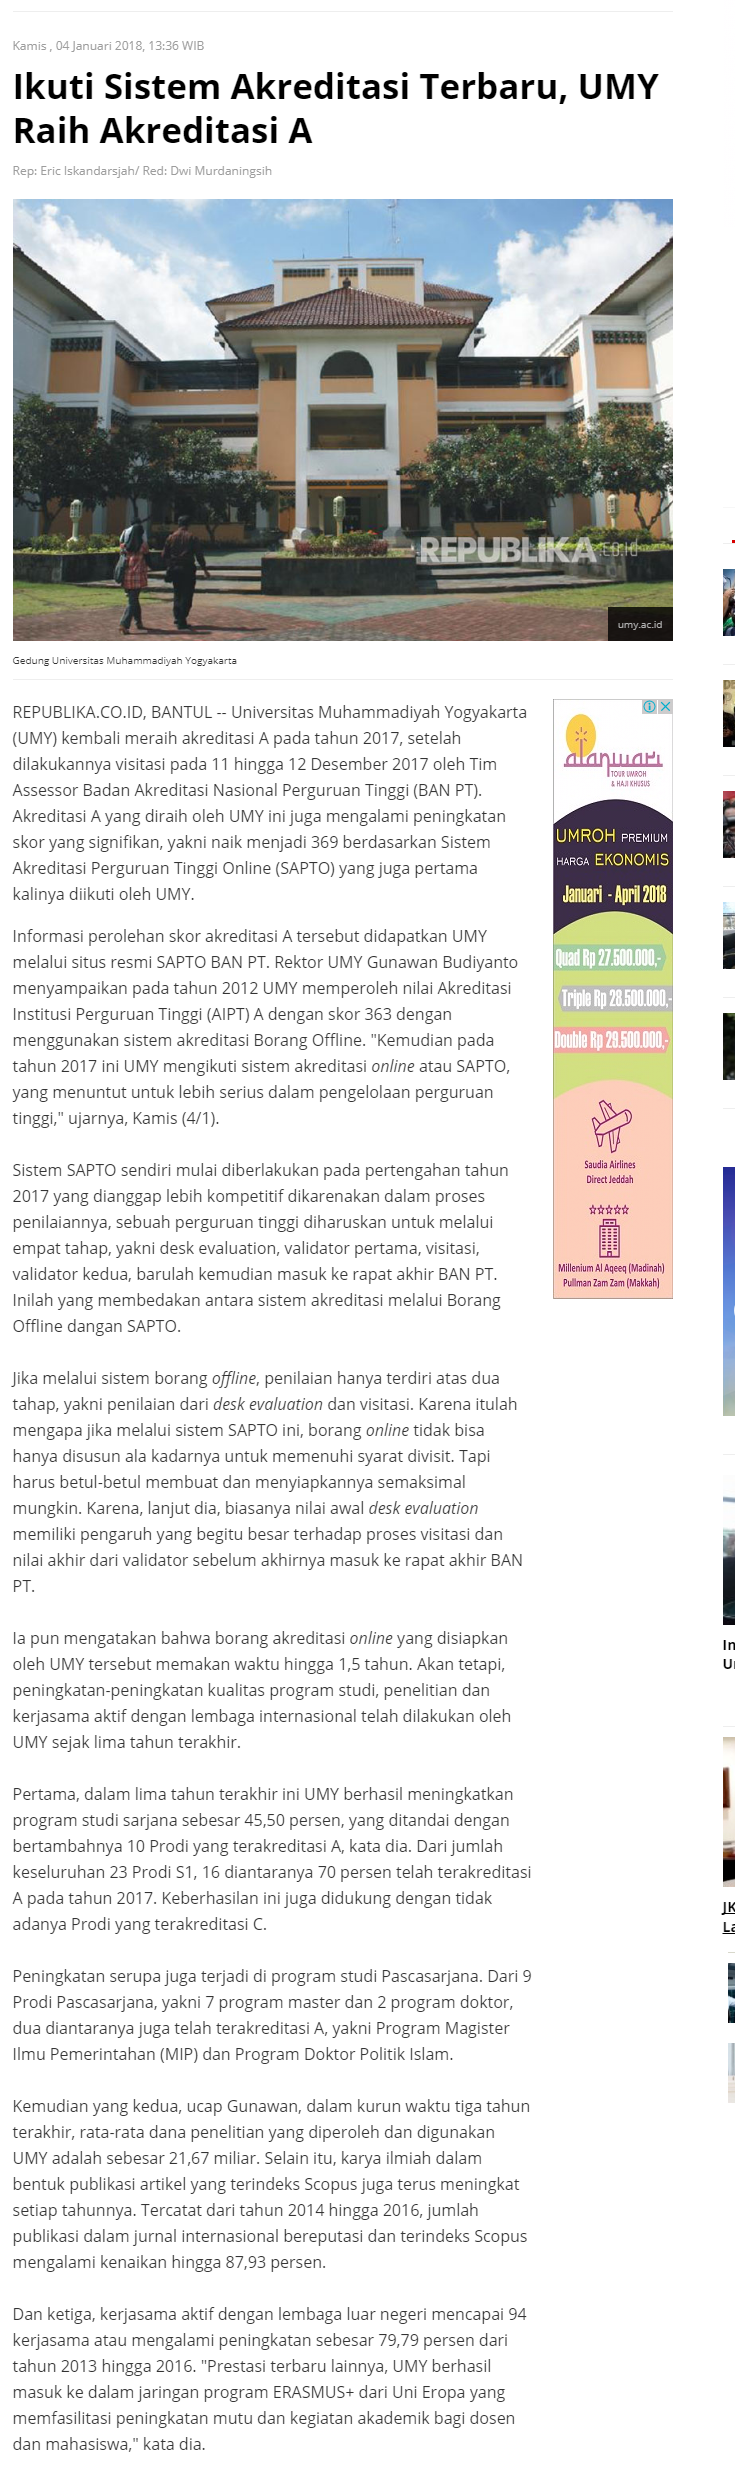 Kamis , 04 Januari 2018, 13:36 WIB
Ikuti Sistem Akreditasi Terbaru, UMY
Raih Akreditasi A
Rep: Eric Iskandarsjah/ Red: Dwi Murdaningsih
REPUBLIKA.CO.ID
umy.ac.id
Gedung Universitas Muhammadiyah Yogyakarta
REPUBLIKA.CO.ID, BANTUL -- Universitas Muhammadiyah Yogyakarta
(UMY) kembali meraih akreditasi A pada tahun 2017, setelah
dilakukannya visitasi pada 11 hingga 12 Desember 2017 oleh Tim
Assessor Badan Akreditasi Nasional Perguruan Tinggi (BAN PT).
Akreditasi A yang diraih oleh UMY ini juga mengalami peningkatan
skor yang signifikan, yakni naik menjadi 369 berdasarkan Sistem
Akreditasi Perguruan Tinggi Online (SAPTO) yang juga pertama
kalinya diikuti oleh UMY.
Informasi perolehan skor akreditasi A tersebut didapatkan UMY
melalui situs resmi SAPTO BAN PT. Rektor UMY Gunawan Budiyanto
menyampaikan pada tahun 2012 UMY memperoleh nilai Akreditasi
Institusi Perguruan Tinggi (AIPT) A dengan skor 363 dengan
menggunakan sistem akreditasi Borang Offline. "Kemudian pada
tahun 2017 ini UMY mengikuti sistem akreditasi online atau SAPTO,
yang menuntut untuk lebih serius dalam pengelolaan perguruan
tinggi," ujarnya, Kamis (4/1).
Sistem SAPTO sendiri mulai diberlakukan pada pertengahan tahun
2017 yang dianggap lebih kompetitif dikarenakan dalam proses
penilaiannya, sebuah perguruan tinggi diharuskan untuk melalui
empat tahap, yakni desk evaluation, validator pertama, visitasi,
validator kedua, barulah kemudian masuk ke rapat akhir BAN PT.
Inilah yang membedakan antara sistem akreditasi melalui Borang
Offline dangan SAPTO.
Jika melalui sistem borang offline, penilaian hanya terdiri atas dua
tahap, yakni penilaian dari desk evaluation dan visitasi. Karena itulah
mengapa jika melalui sistem SAPTO ini, borang online tidak bisa
hanya disusun ala kadarnya untuk memenuhi syarat divisit. Tapi
harus betul-betul membuat dan menyiapkannya semaksimal
mungkin. Karena, lanjut dia, biasanya nilai awal desk evaluation
memiliki pengaruh yang begitu besar terhadap proses visitasi dan
nilai akhir dari validator sebelum akhirnya masuk ke rapat akhir BAN
PT.
Ia pun mengatakan bahwa borang akreditasi online yang disiapkan
oleh UMY tersebut memakan waktu hingga 1,5 tahun. Akan tetapi,
peningkatan-peningkatan kualitas program studi, penelitian dan
kerjasama aktif dengan lembaga internasional telah dilakukan oleh
UMY sejak lima tahun terakhir.
Pertama, dalam lima tahun terakhir ini UMY berhasil meningkatkan
program studi sarjana sebesar 45,50 persen, yang ditandai dengan
bertambahnya 10 Prodi yang terakreditasi A, kata dia. Dari jumlah
keseluruhan 23 Prodi S1, 16 diantaranya 70 persen telah terakreditasi
A pada tahun 2017. Keberhasilan ini juga didukung dengan tidak
adanya Prodi yang terakreditasi C.
Peningkatan serupa juga terjadi di program studi Pascasarjana. Dari 9
Prodi Pascasarjana, yakni 7 program master dan 2 program doktor,
dua diantaranya juga telah terakreditasi A, yakni Program Magister
Ilmu Pemerintahan (MIP) dan Program Doktor Politik Islam.
Kemudian yang kedua, ucap Gunawan, dalam kurun waktu tiga tahun
terakhir, rata-rata dana penelitian yang diperoleh dan digunakan
UMY adalah sebesar 21,67 miliar. Selain itu, karya ilmiah dalam
bentuk publikasi artikel yang terindeks Scopus juga terus meningkat
setiap tahunnya. Tercatat dari tahun 2014 hingga 2016, jumlah
publikasi dalam jurnal internasional bereputasi dan terindeks Scopus
mengalami kenaikan hingga 87,93 persen.
Dan ketiga, kerjasama aktif dengan lembaga luar negeri mencapai 94
kerjasama atau mengalami peningkatan sebesar 79,79 persen dari
tahun 2013 hingga 2016. "Prestasi terbaru lainnya, UMY berhasil
masuk ke dalam jaringan program ERASMUS+ dari Uni Eropa yang
memfasilitasi peningkatan mutu dan kegiatan akademik bagi dosen
dan mahasiswa," kata dia.
alanwari
TOUR UMROH
& HAJI KHUSUS
UMROH PREMIUM
HARGA EKONOMIS
Januari - April 2018
Quad Rp 27.500.000,-
Triple Rp 28.500.000,-
Double Rp 29.500.000,-
Saudia Airlines
Direct Jeddah
Millenium Al Aqeeq (Madinah)
Pullman Zam Zam (Makkah)
In
JK
La